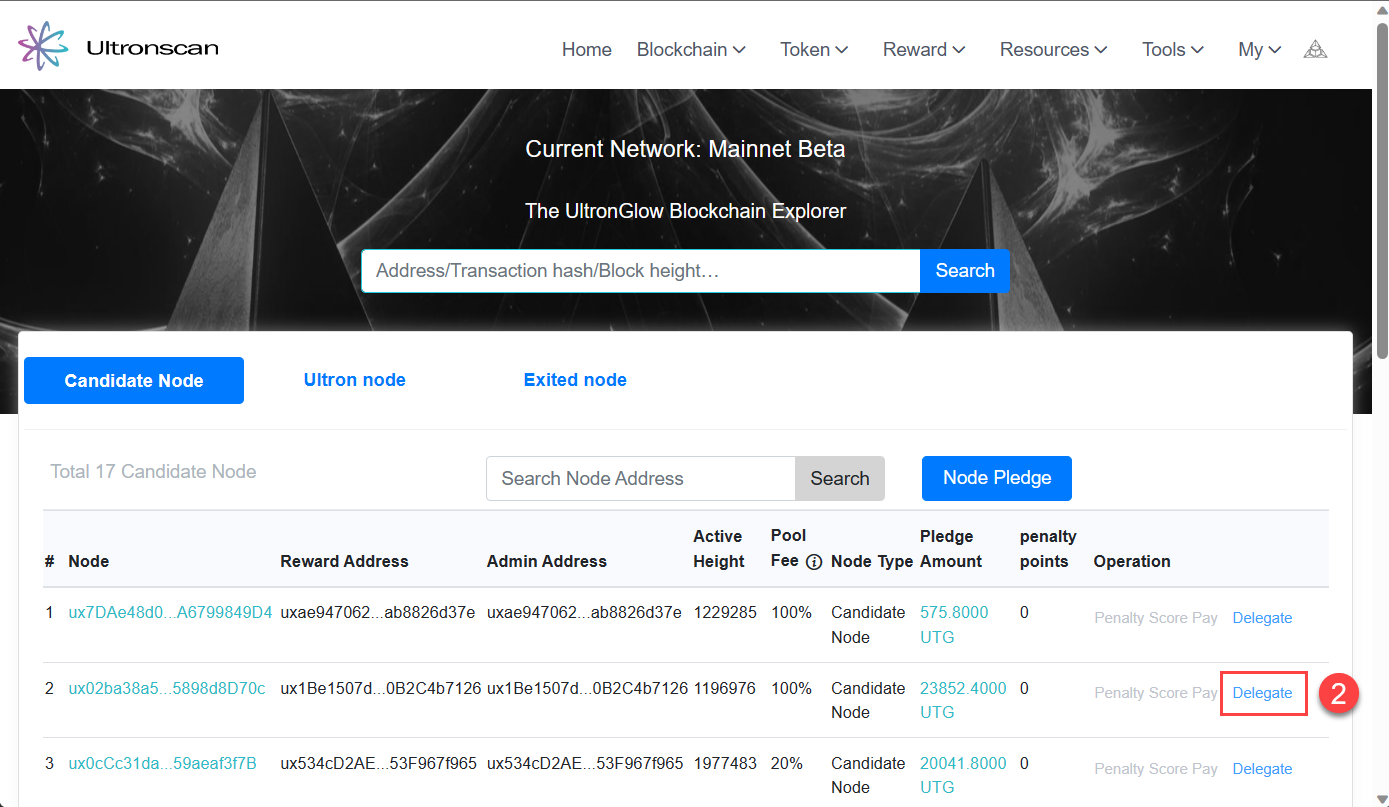 Ultronscan
Home Blockchain Token Reward Resources Tools My
Current Network: Mainnet Beta
The UltronGlow Blockchain Explorer
Address/Transaction hash/Block height… Search
Candidate Node Ultron node Exited node
Total 17 Candidate Node
Search Node Address Search Node Pledge
# Node Reward Address Admin Address Active Height Pool Fee Node Type Pledge Amount penalty points Operation
1 ux7DAe48d0...A6799849D4 uxae947062...ab8826d37e uxae947062...ab8826d37e 1229285 100% Candidate Node 575.8000 UTG 0 Penalty Score Pay Delegate
2 ux02ba38a5...5898d8D70c ux1Be1507d...0B2C4b7126 ux1Be1507d...0B2C4b7126 1196976 100% Candidate Node 23852.4000 UTG 0 Penalty Score Pay Delegate
2
3 ux0cCc31da...59aeaf3f7B ux534cD2AE...53F967f965 ux534cD2AE...53F967f965 1977483 20% Candidate Node 20041.8000 UTG 0 Penalty Score Pay Delegate